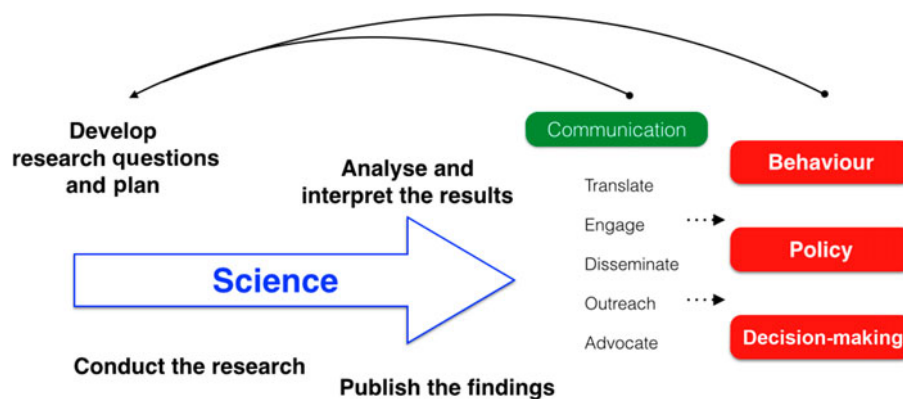 Develop
research questions
and plan
Analyse and
interpret the results
Science
Conduct the research
Publish the findings
Communication
Translate
Engage
Disseminate
Outreach
Advocate
Behaviour
Policy
Decision-making